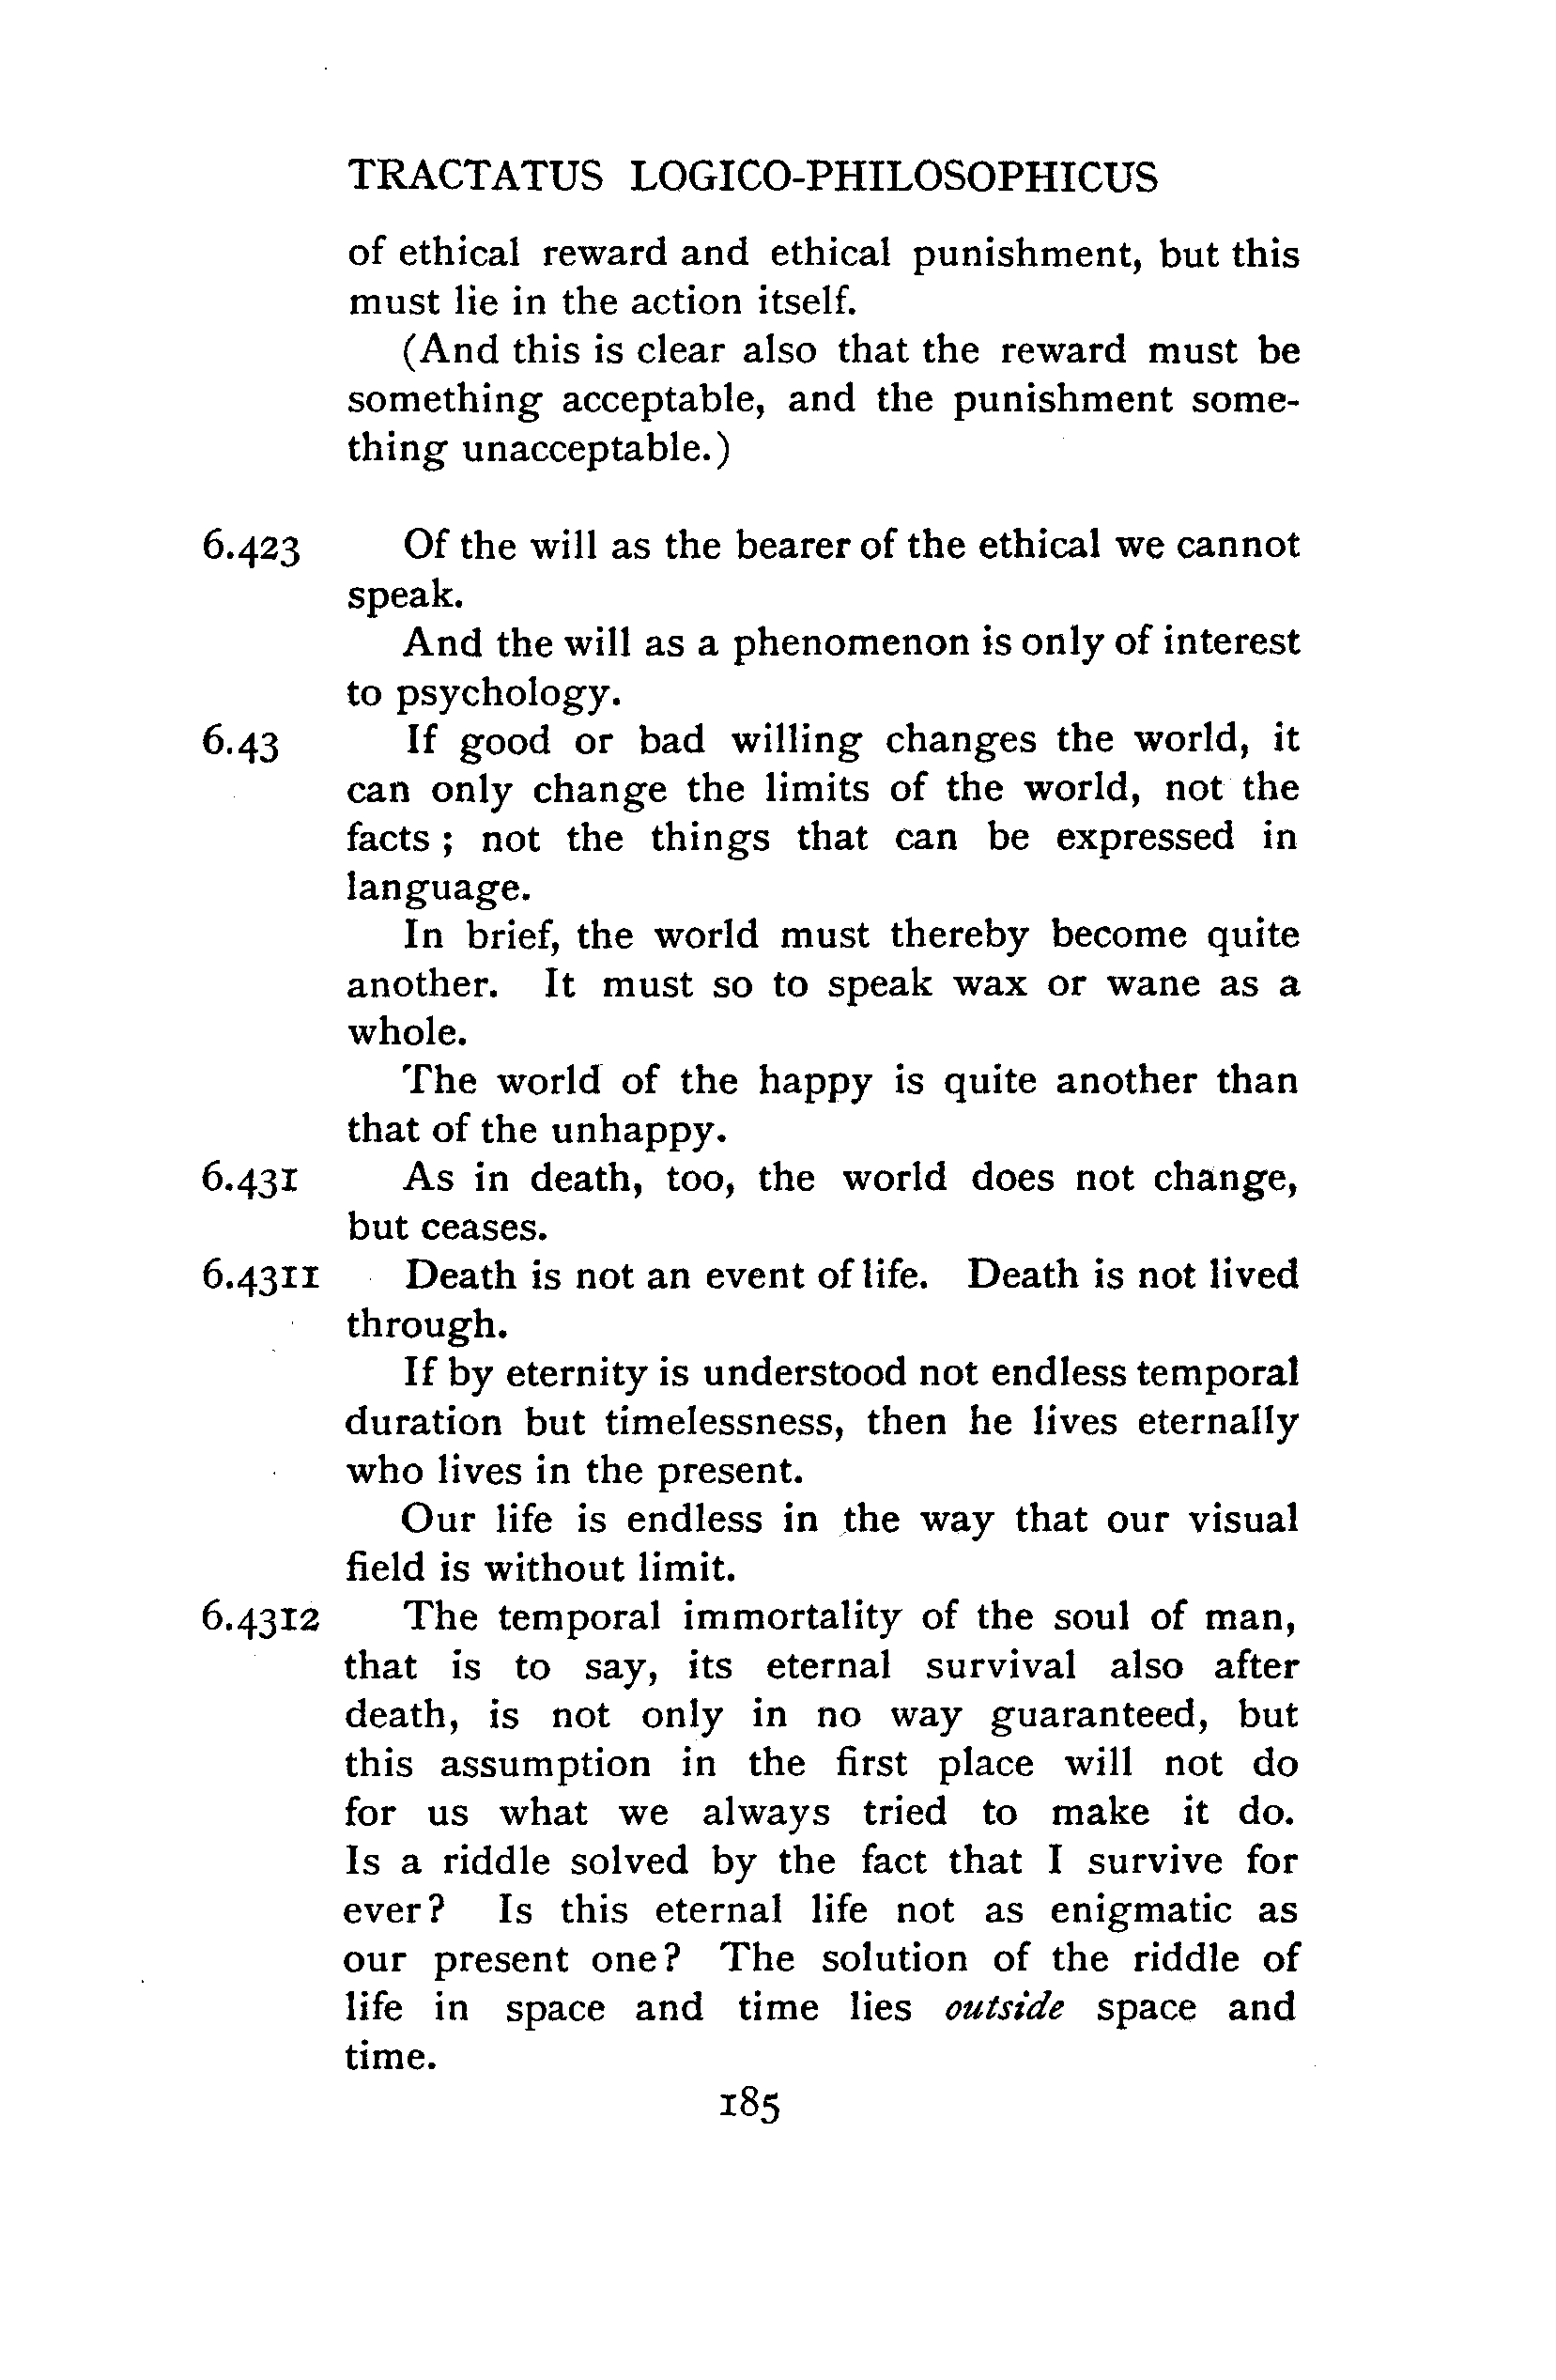 TRACTATUS LOGICO-PHILOSOPHICUS
of ethical reward and ethical punishment, but this
must lie in the action itself.
(And this is clear also that the reward must be
something acceptable, and the punishment some-
thing unacceptable.)
6.423 Of the will as the bearer of the ethical we cannot
speak.
And the will as a phenomenon is only of interest
to psychology.
6.43 If good or bad willing changes the world, it
can only change the limits of the world, not the
facts ; not the things that can be expressed in
language.
In brief, the world must thereby become quite
another. It must so to speak wax or wane as a
whole.
The world of the happy is quite another than
that of the unhappy.
6.431 As in death, too, the world does not change,
but ceases.
6.4311 Death is not an event of life. Death is not lived
through.
If by eternity is understood not endless temporal
duration but timelessness, then he lives eternally
who lives in the present.
Our life is endless in the way that our visual
field is without limit.
6.4312 The temporal immortality of the soul of man,
that is to say, its eternal survival also after
death, is not only in no way guaranteed, but
this assumption in the first place will not do
for us what we always tried to make it do.
Is a riddle solved by the fact that I survive for
ever? Is this eternal life not as enigmatic as
our present one? The solution of the riddle of
life in space and time lies outside space and
time.
185